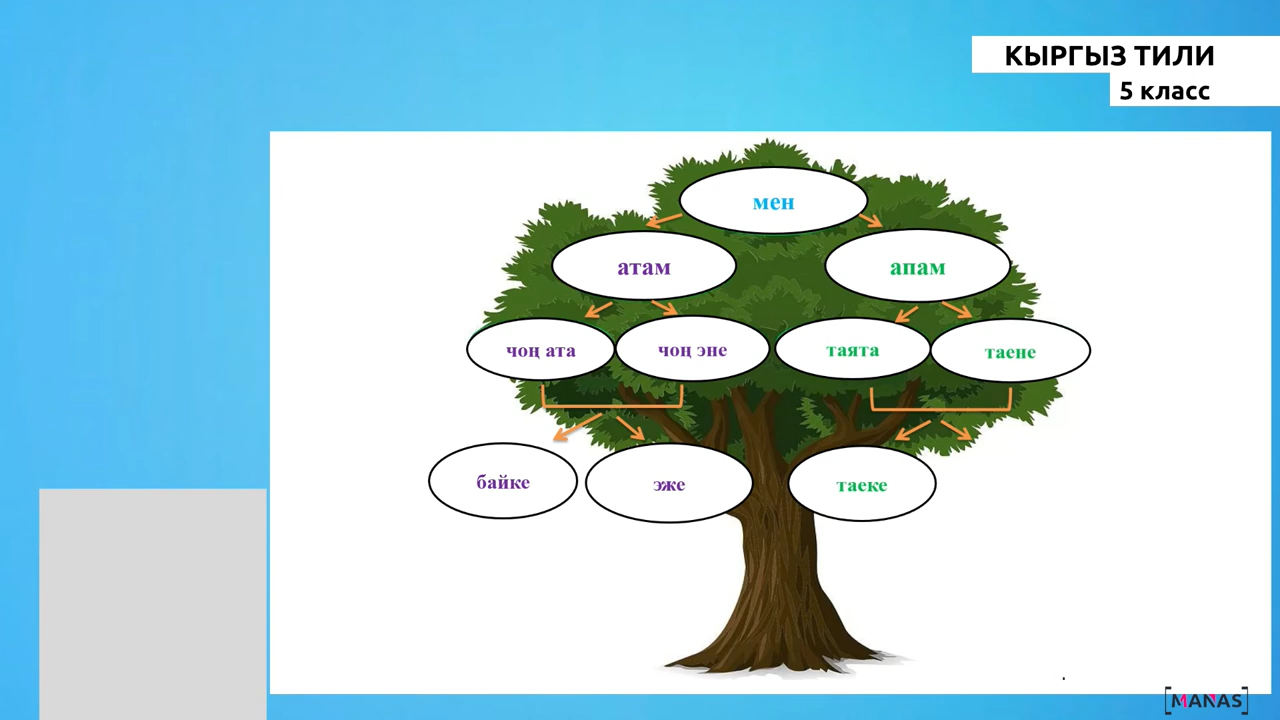 КЫРГЫЗ ТИЛИ
5 класс
мен
атам
апам
чоң ата
чоң эне
таята
таене
байке
эже
таеке
[MANAS]